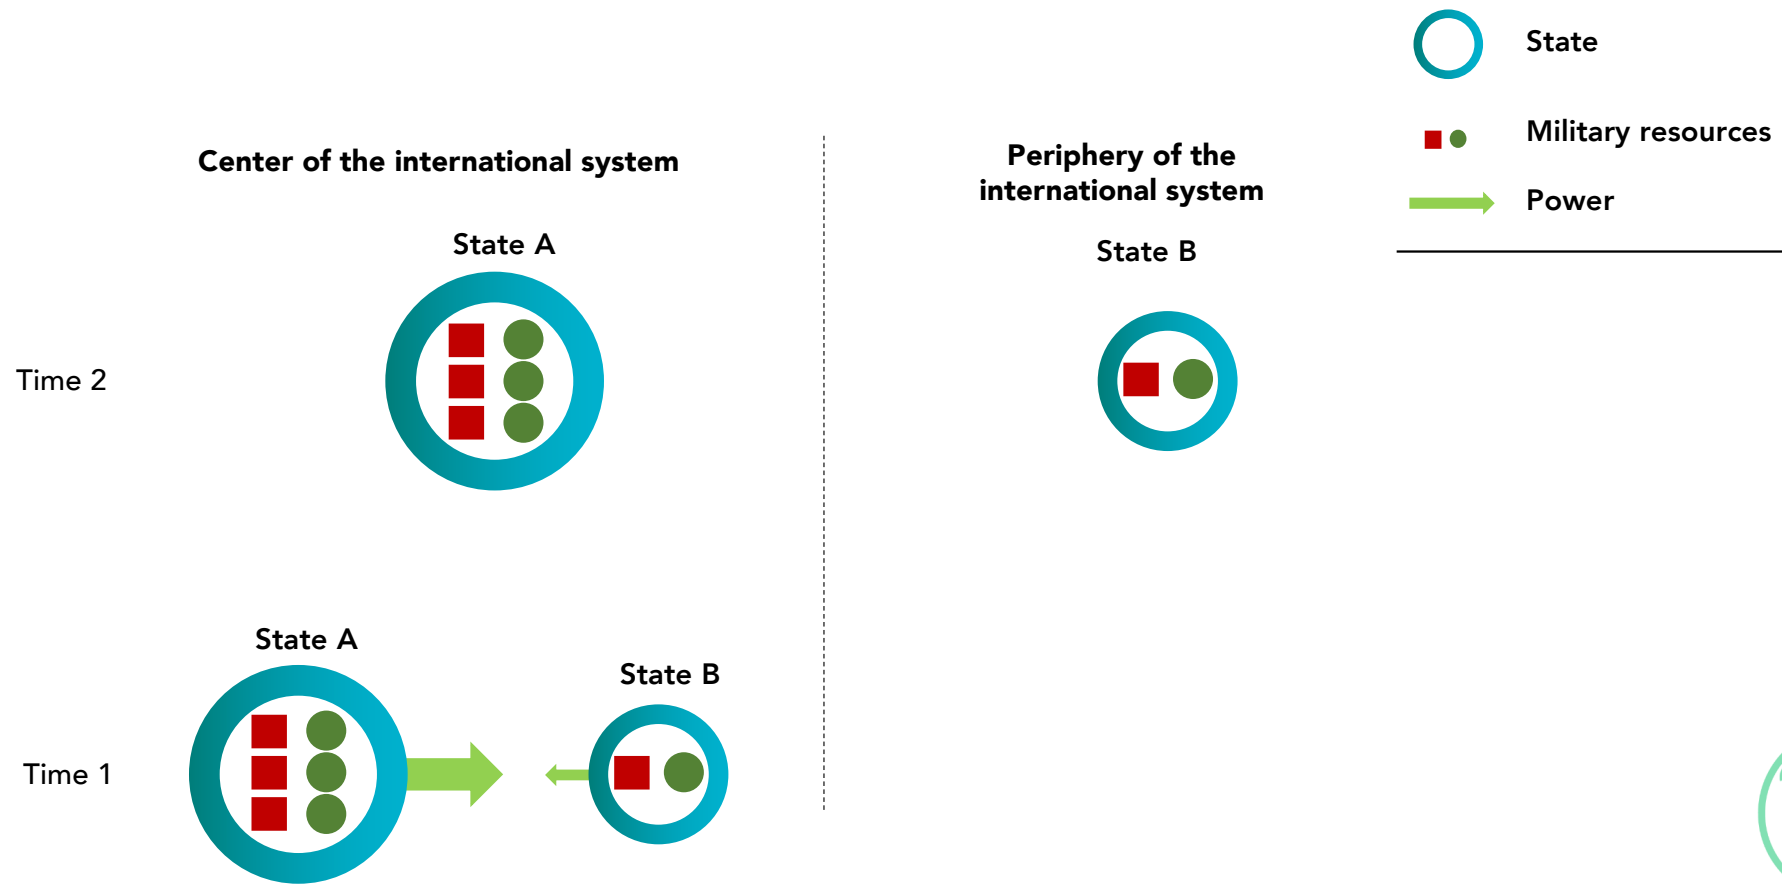 State
Military resources
Power
Center of the international system
Periphery of the
international system
State A
State B
Time 2
State A
State B
Time 1